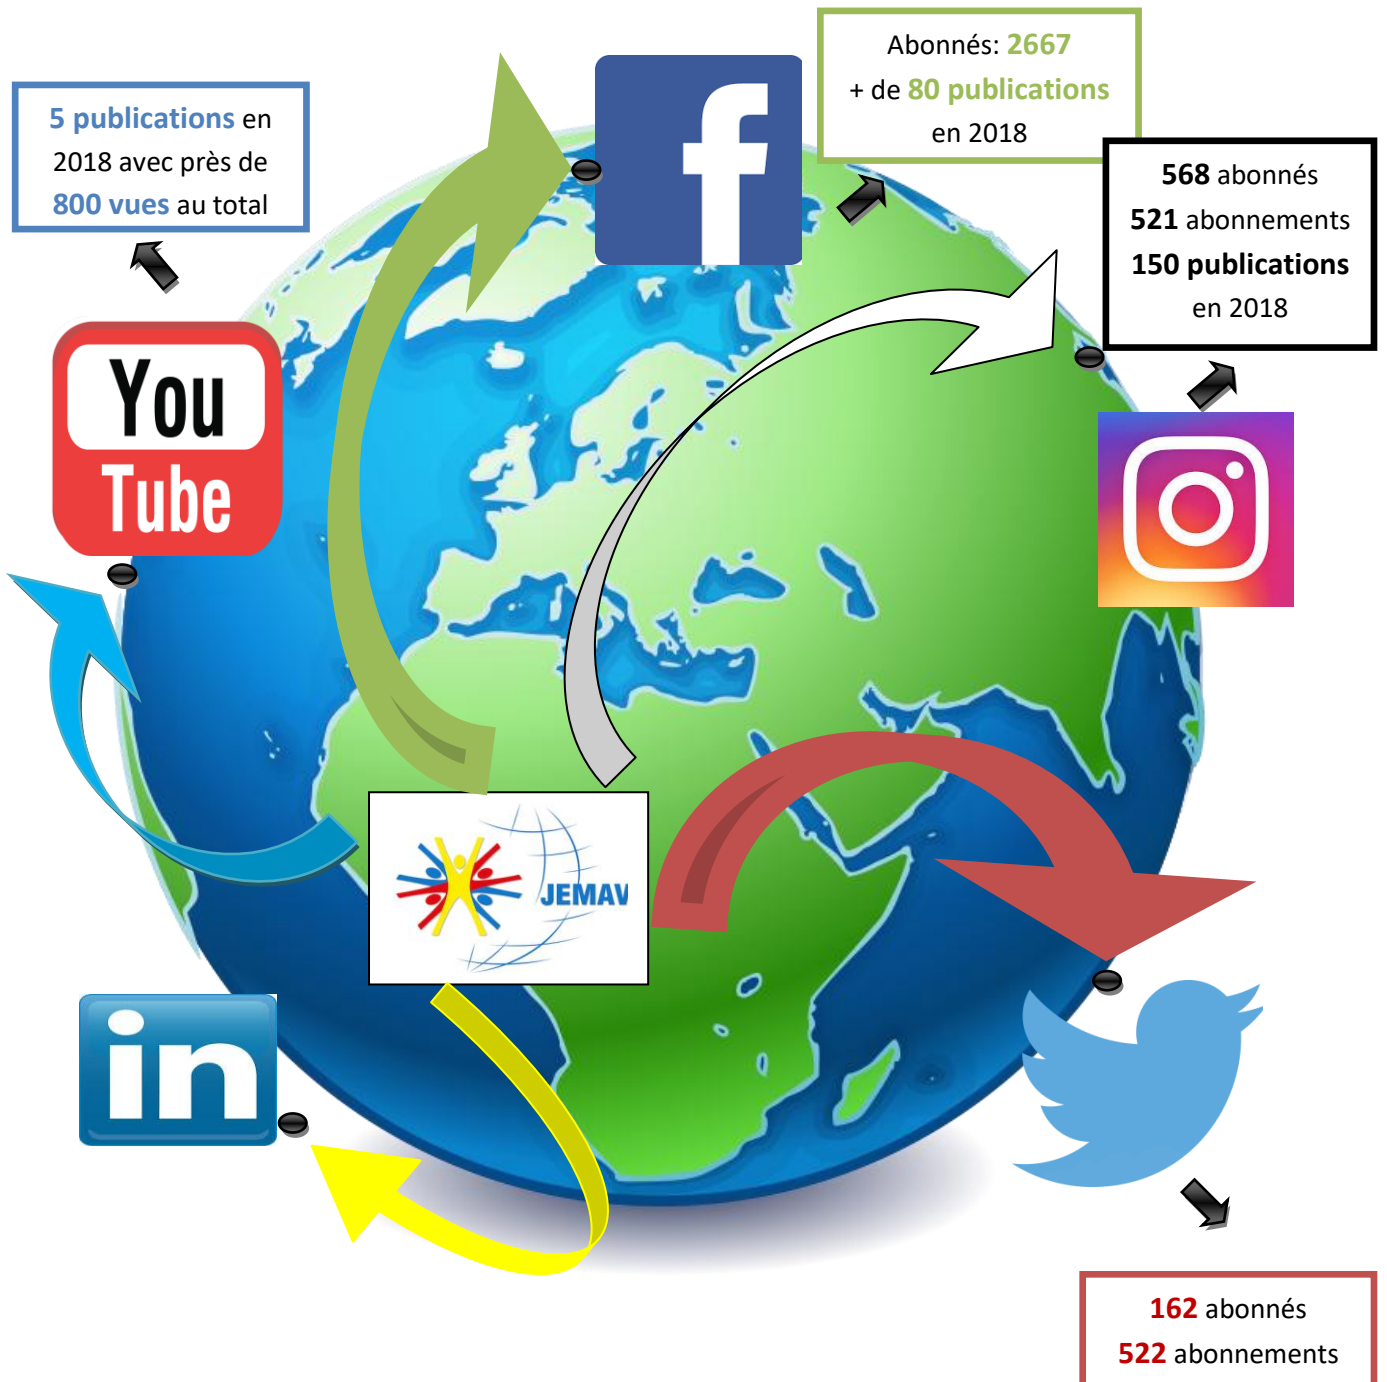 Abonnés: 2667
+ de 80 publications
en 2018
5 publications en
2018 avec près de
800 vues au total
568 abonnés
521 abonnements
150 publications
en 2018
You
Tube
JEMAV
in
162 abonnés
522 abonnements